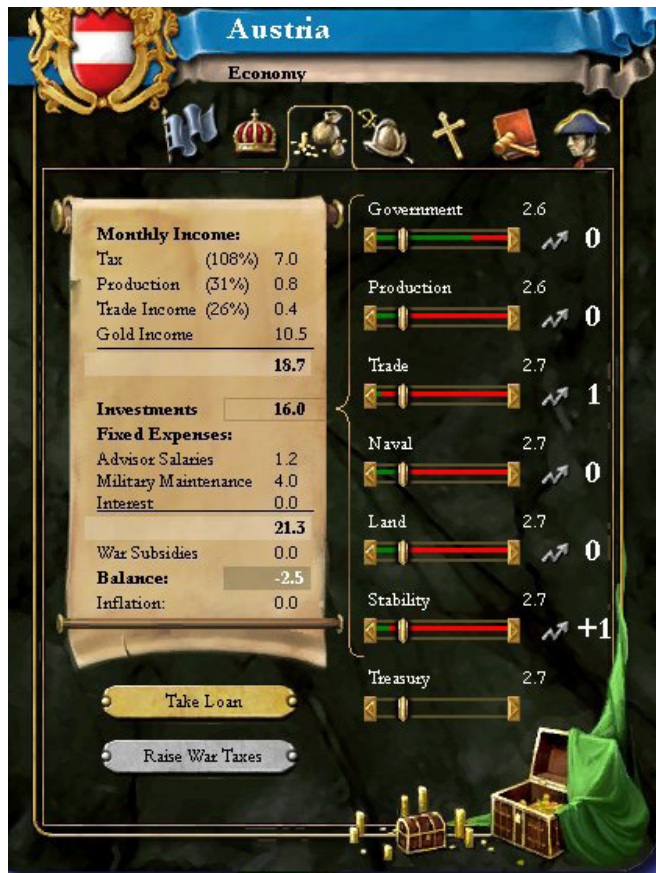 Austria
Economy
Monthly Income:
Tax (108%) 7.0
Production (31%) 0.8
Trade Income (26%) 0.4
Gold Income 10.5
18.7
Investments 16.0
Fixed Expenses:
Advisor Salaries 1.2
Military Maintenance 4.0
Interest 0.0
21.3
War Subsidies 0.0
Balance: -2.5
Inflation: 0.0
Take Loan
Raise War Taxes
Government 2.6
0
Production 2.6
0
Trade 2.7
1
Naval 2.7
0
Land 2.7
0
Stability 2.7
+1
Treasury 2.7